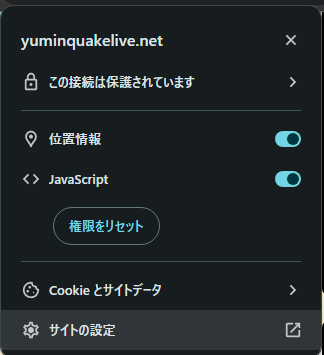 yuminquakelive.net
この接続は保護されています
位置情報
JavaScript
権限をリセット
Cookie とサイトデータ
サイトの設定